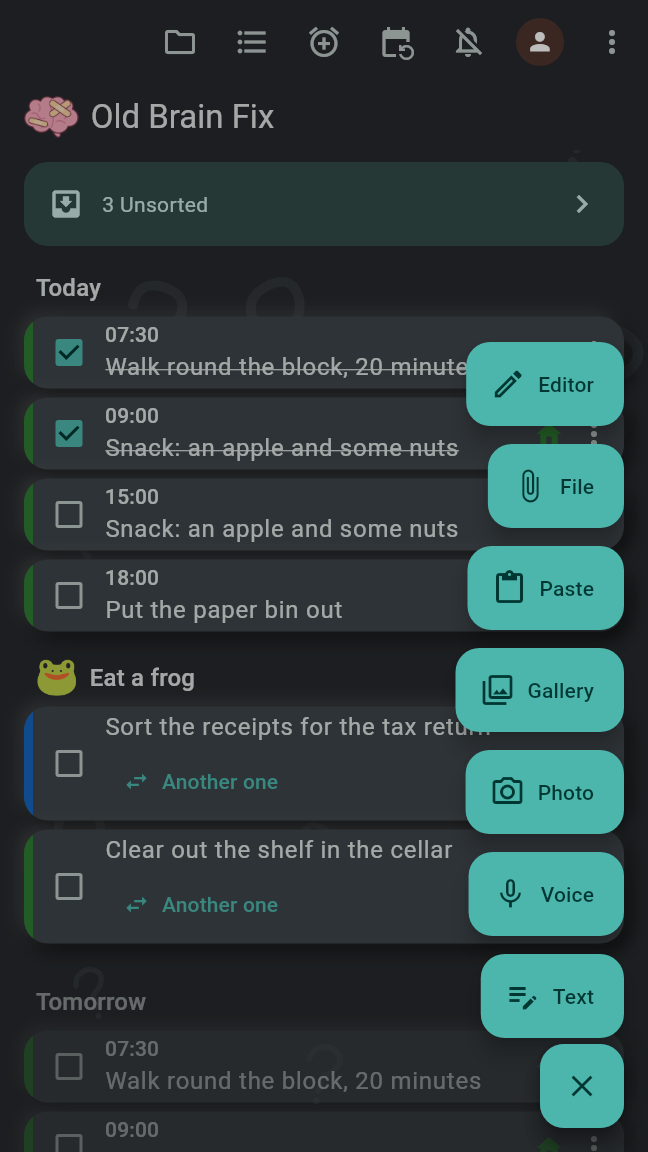 Old Brain Fix
3 Unsorted
Today
07:30
Walk round the block, 20 minute
Editor
09:00
Snack: an apple and some nuts
File
15:00
Snack: an apple and some nuts
18:00
Put the paper bin out
Paste
Eat a frog
Gallery
Sort the receipts for the tax return
Another one
Photo
Clear out the shelf in the cellar
Another one
Voice
Tomorrow
Text
07:30
Walk round the block, 20 minutes
09:00